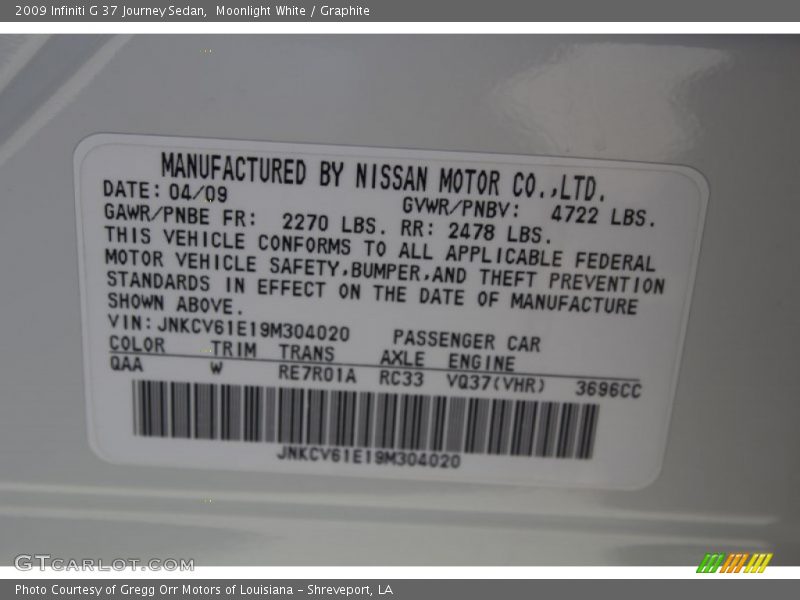 2009 Infiniti G 37 Journey Sedan,  Moonlight White / Graphite
MANUFACTURED BY NISSAN MOTOR CO.,LTD.
DATE: 04/09 GVWR/PNBV: 4722 LBS.
GAWR/PNBE FR: 2270 LBS. RR: 2478 LBS.
THIS VEHICLE CONFORMS TO ALL APPLICABLE FEDERAL
MOTOR VEHICLE SAFETY,BUMPER,AND THEFT PREVENTION
STANDARDS IN EFFECT ON THE DATE OF MANUFACTURE
SHOWN ABOVE.
VIN: JNKCV61E19M304020 PASSENGER CAR
COLOR TRIM TRANS AXLE ENGINE
QAA W RE7R01A RC33 VQ37(VHR) 3696CC
JNKCV61E19M304020
GTCARLOT.COM
Photo Courtesy of Gregg Orr Motors of Louisiana - Shreveport, LA